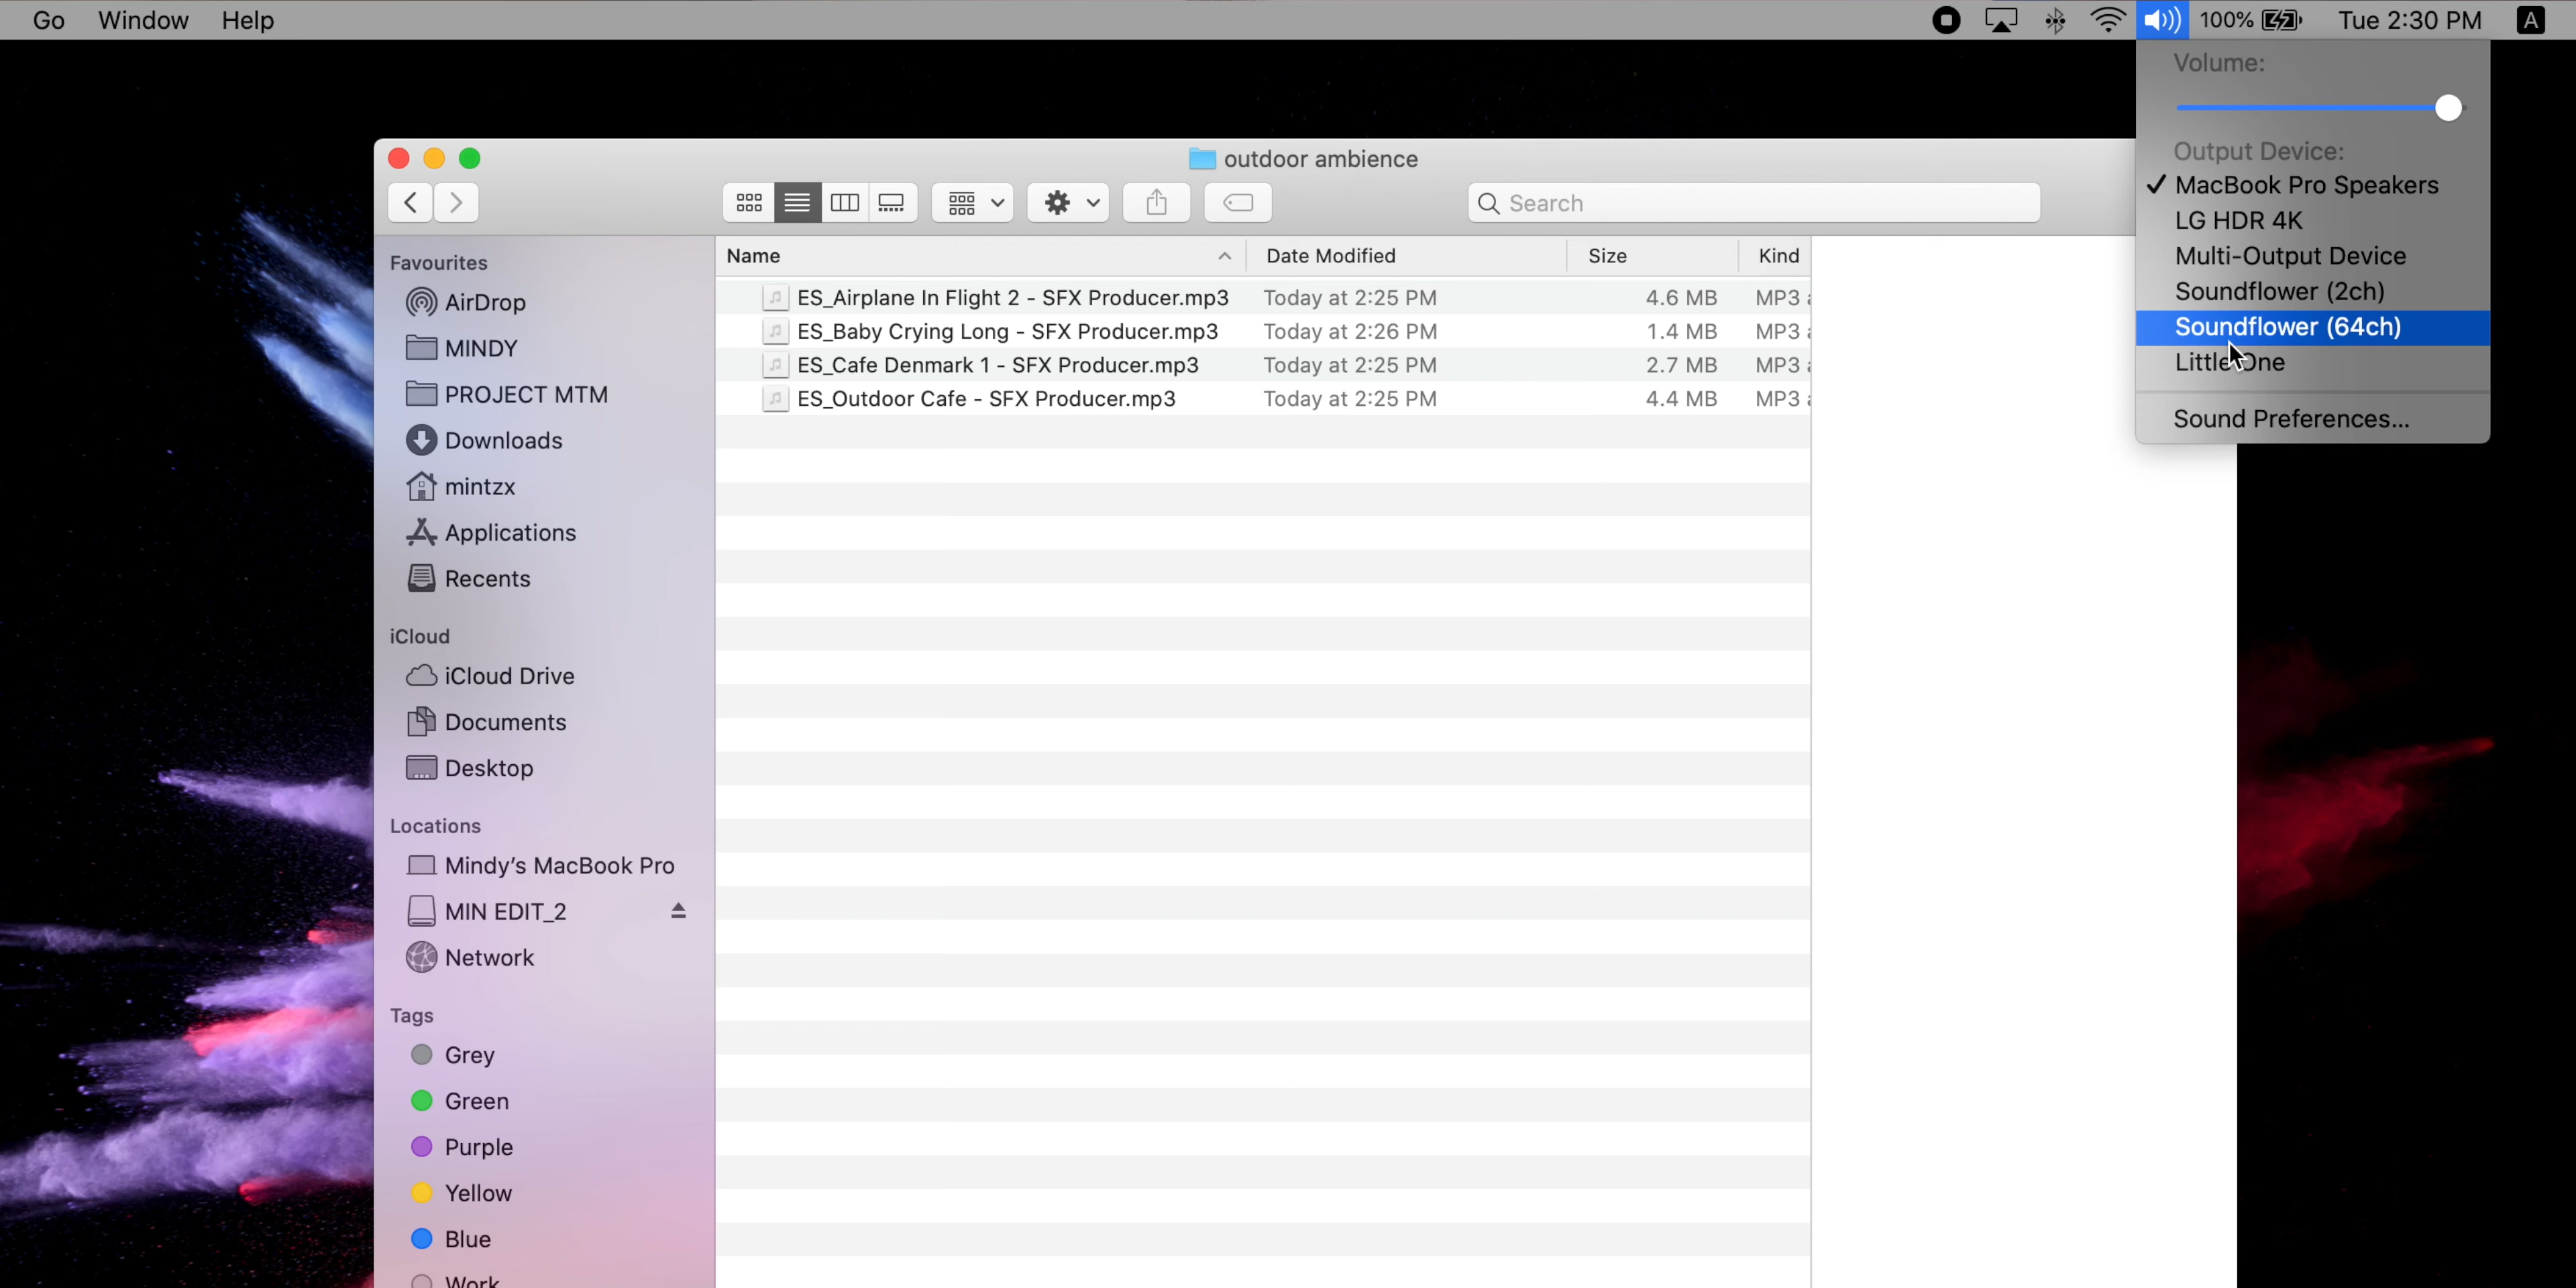 Go Window Help 100% Tue 2:30 PM A
Volume:
Output Device:
✓ MacBook Pro Speakers
LG HDR 4K
Multi-Output Device
Soundflower (2ch)
Soundflower (64ch)
Little One
Sound Preferences...
outdoor ambience
Search
Name Date Modified Size Kind
ES_Airplane In Flight 2 - SFX Producer.mp3 Today at 2:25 PM 4.6 MB MP3
ES_Baby Crying Long - SFX Producer.mp3 Today at 2:26 PM 1.4 MB MP3
ES_Cafe Denmark 1 - SFX Producer.mp3 Today at 2:25 PM 2.7 MB MP3
ES_Outdoor Cafe - SFX Producer.mp3 Today at 2:25 PM 4.4 MB MP3
Favourites
AirDrop
MINDY
PROJECT MTM
Downloads
mintzx
Applications
Recents
iCloud
iCloud Drive
Documents
Desktop
Locations
Mindy's MacBook Pro
MIN EDIT_2
Network
Tags
Grey
Green
Purple
Yellow
Blue
Work